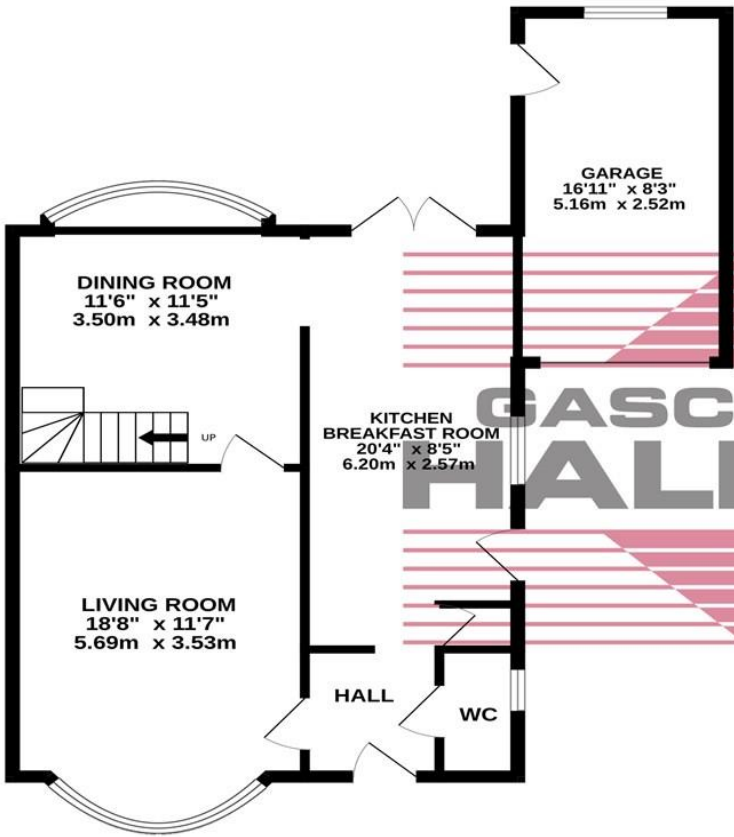 GARAGE
16'11" x 8'3"
5.16m x 2.52m
DINING ROOM
11'6" x 11'5"
3.50m x 3.48m
UP
KITCHEN
BREAKFAST ROOM
20'4" x 8'5"
6.20m x 2.57m
GASC
HALL
LIVING ROOM
18'8" x 11'7"
5.69m x 3.53m
HALL
WC